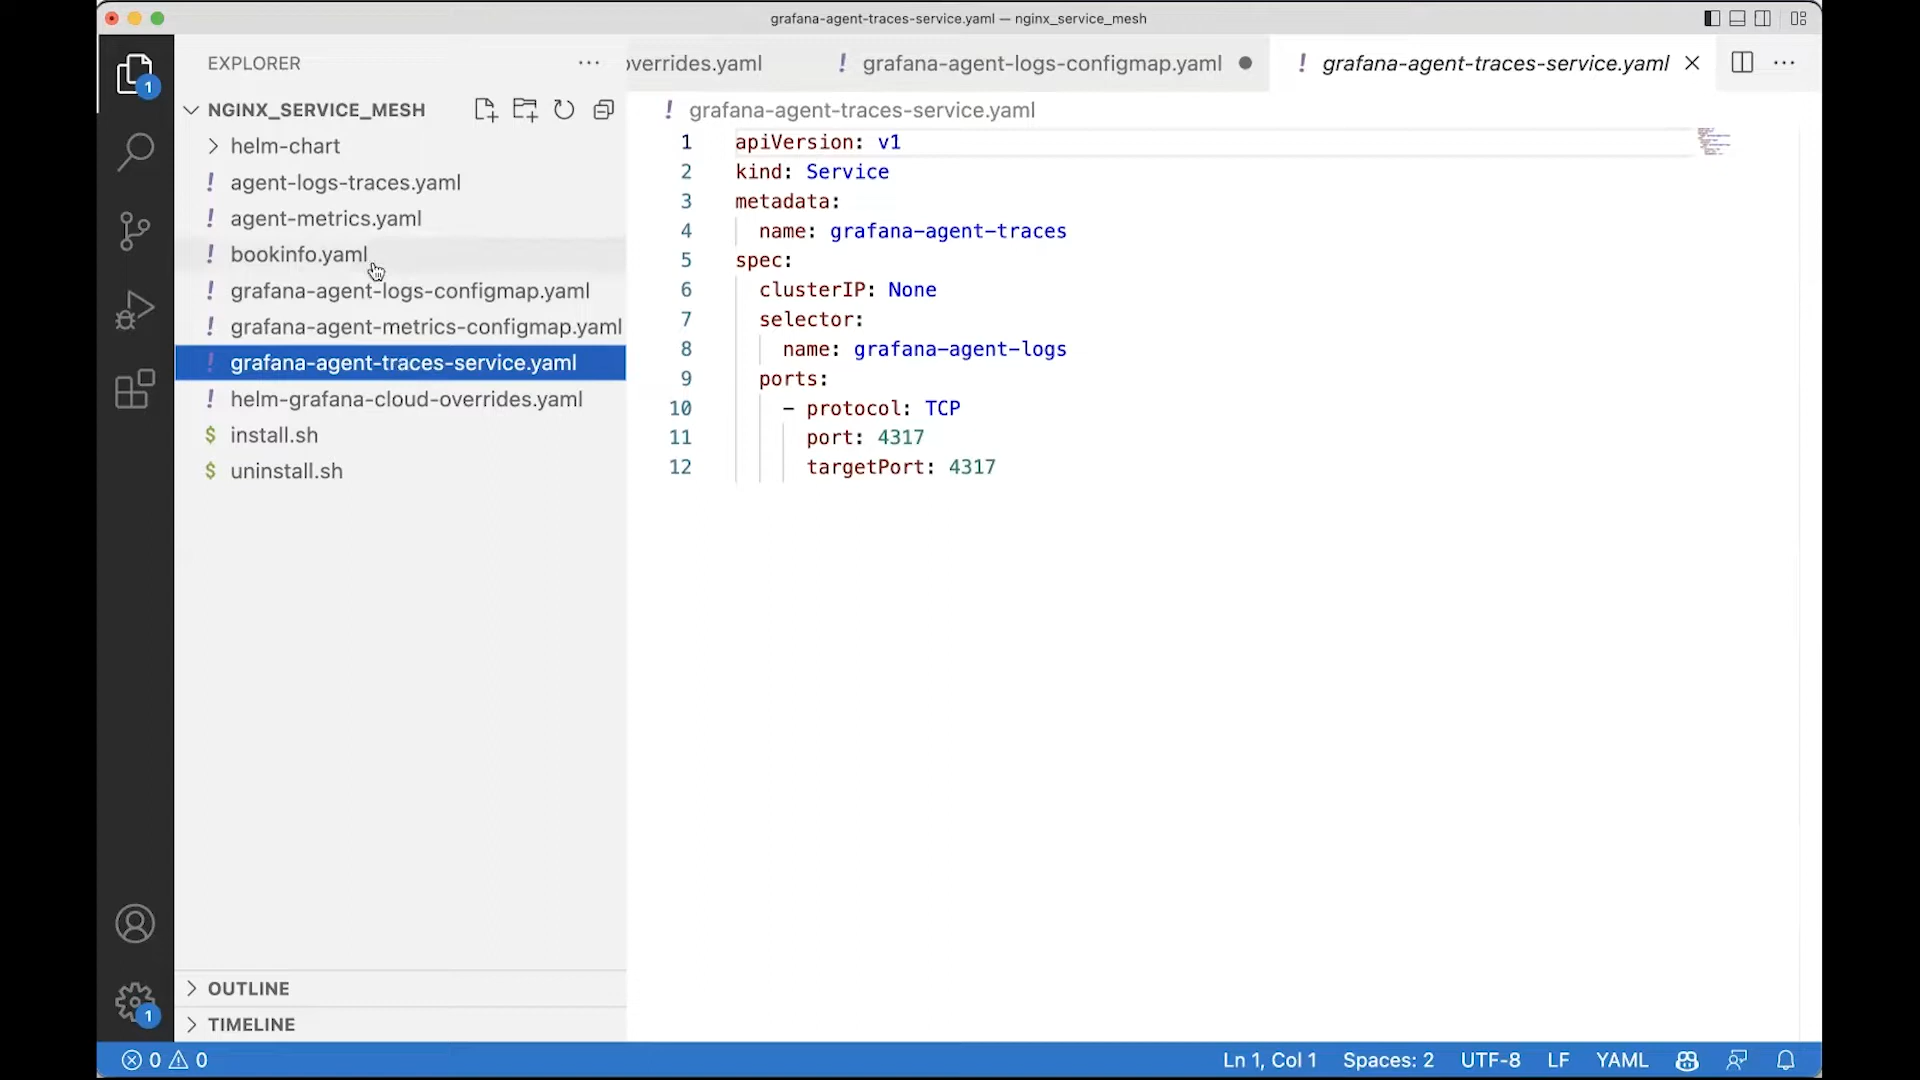 grafana-agent-traces-service.yaml — nginx_service_mesh
EXPLORER
verrides.yaml
! grafana-agent-logs-configmap.yaml
! grafana-agent-traces-service.yaml
NGINX_SERVICE_MESH
helm-chart
! agent-logs-traces.yaml
! agent-metrics.yaml
! bookinfo.yaml
! grafana-agent-logs-configmap.yaml
! grafana-agent-metrics-configmap.yaml
! grafana-agent-traces-service.yaml
! helm-grafana-cloud-overrides.yaml
$ install.sh
$ uninstall.sh
OUTLINE
TIMELINE
1
1
! grafana-agent-traces-service.yaml
1 apiVersion: v1
2 kind: Service
3 metadata:
4 name: grafana-agent-traces
5 spec:
6 clusterIP: None
7 selector:
8 name: grafana-agent-logs
9 ports:
10 - protocol: TCP
11 port: 4317
12 targetPort: 4317
0 0
Ln 1, Col 1 Spaces: 2 UTF-8 LF YAML